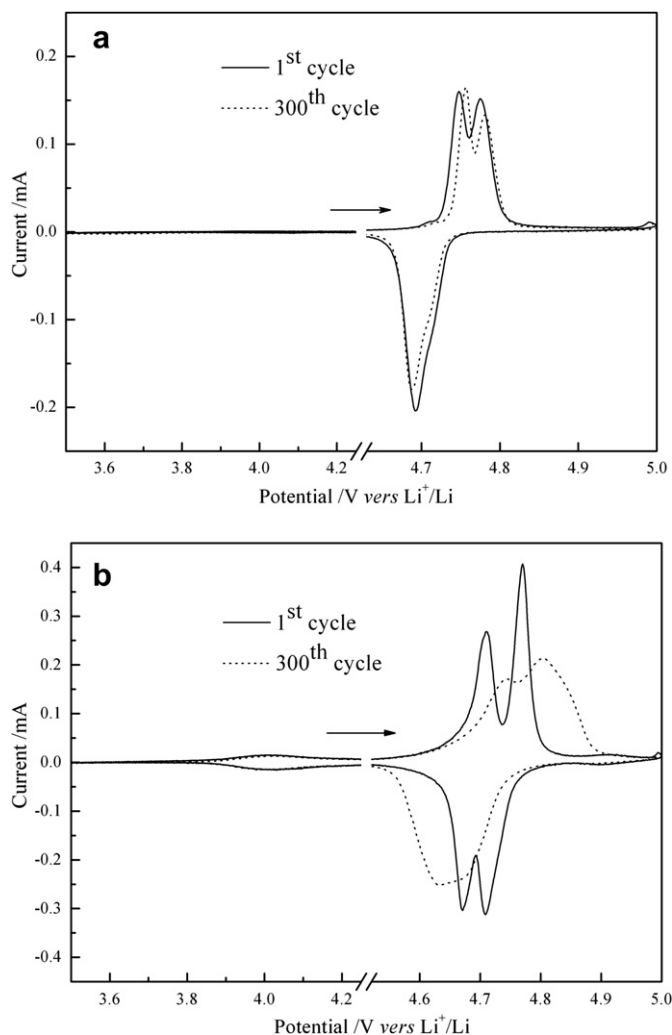 a
1st cycle
300th cycle
0.2
0.1
0.0
-0.1
-0.2
Current /mA
3.6 3.8 4.0 4.2 4.7 4.8 4.9 5.0
Potential /V vers Li+/Li
b
1st cycle
300th cycle
0.4
0.3
0.2
0.1
0.0
-0.1
-0.2
-0.3
-0.4
Current /mA
3.6 3.8 4.0 4.2 4.6 4.7 4.8 4.9 5.0
Potential /V vers Li+/Li